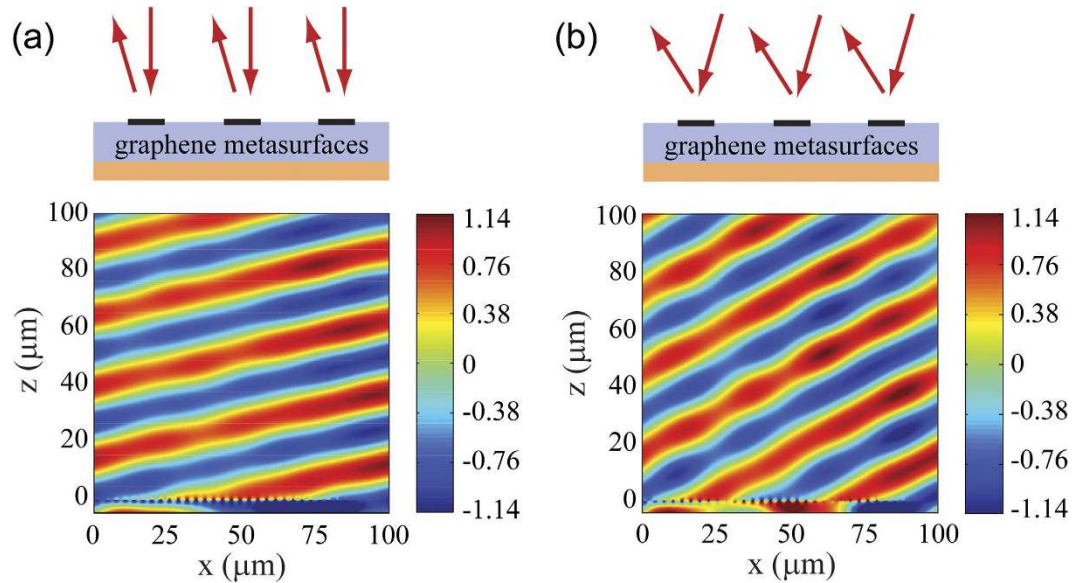 (a)
graphene metasurfaces
100
80
60
40
20
0
z (μm)
0 25 50 75 100
x (μm)
1.14
0.76
0.38
0
-0.38
-0.76
-1.14
(b)
graphene metasurfaces
100
80
60
40
20
0
z (μm)
0 25 50 75 100
x (μm)
1.14
0.76
0.38
0
-0.38
-0.76
-1.14